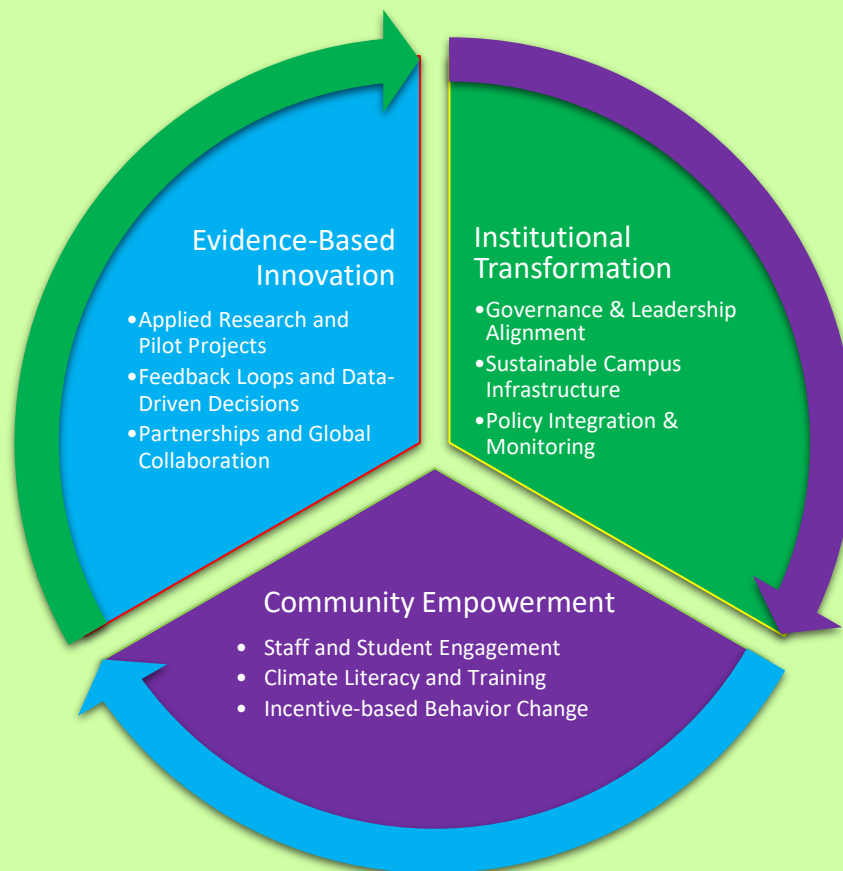 Evidence-Based
Innovation
•Applied Research and
Pilot Projects
•Feedback Loops and Data-
Driven Decisions
•Partnerships and Global
Collaboration
Institutional
Transformation
•Governance & Leadership
Alignment
•Sustainable Campus
Infrastructure
•Policy Integration &
Monitoring
Community Empowerment
• Staff and Student Engagement
• Climate Literacy and Training
• Incentive-based Behavior Change